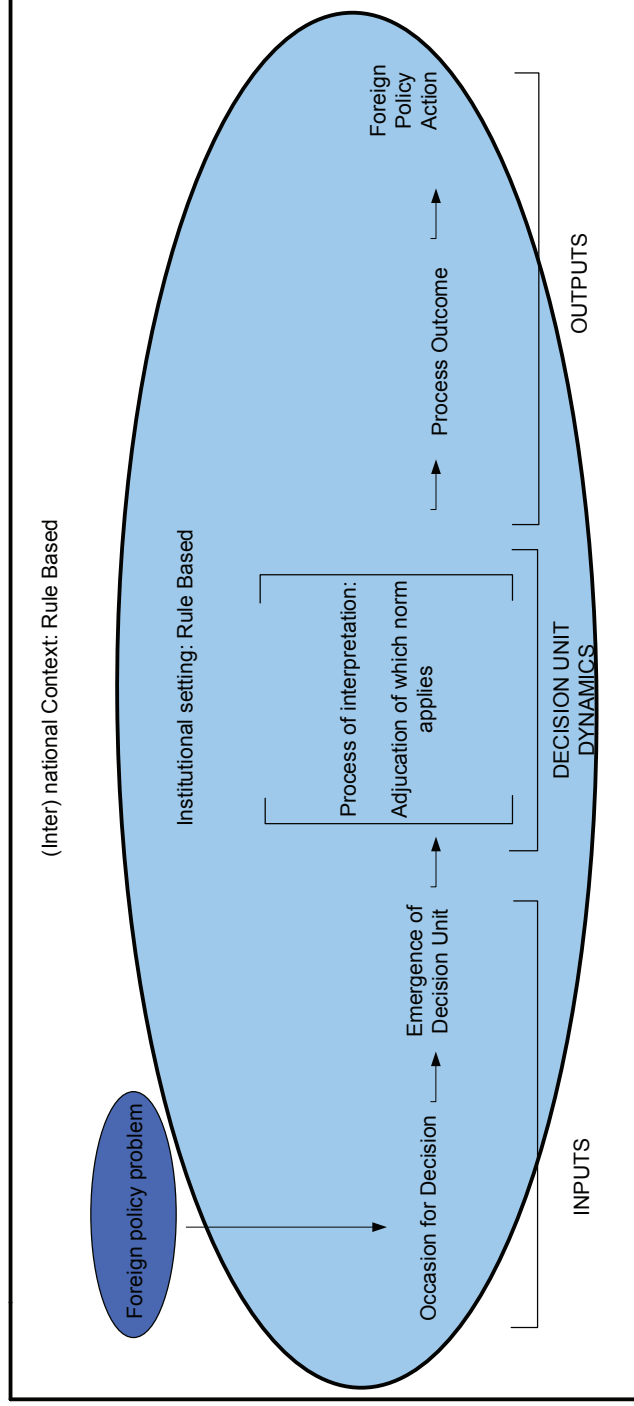 (Inter) national Context: Rule Based
Foreign policy problem
Institutional setting: Rule Based
Occasion for Decision
Emergence of
Decision Unit
Process of interpretation:
Adjucation of which norm
applies
Process Outcome
Foreign
Policy
Action
INPUTS
DECISION UNIT
DYNAMICS
OUTPUTS